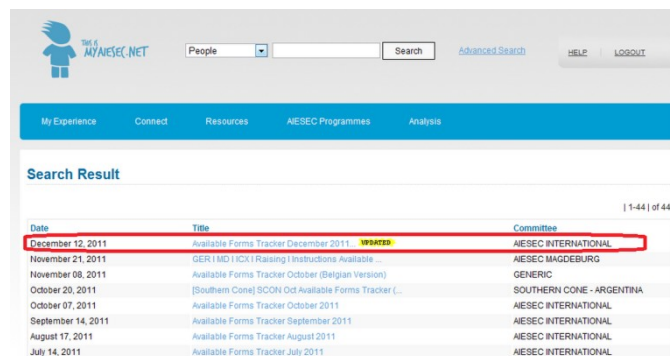 THIS IS
MYAIESEC.NET
People Search Advanced Search HELP LOGOUT
My Experience Connect Resources AIESEC Programmes Analysis
Search Result
| 1-44 | of 44
Date Title Committee
December 12, 2011 Available Forms Tracker December 2011... UPDATED AIESEC INTERNATIONAL
November 21, 2011 GER I MD I ICX I Raising I Instructions Available ... AIESEC MAGDEBURG
November 08, 2011 Available Forms Tracker October (Belgian Version) GENERIC
October 20, 2011 [Southern Cone] SCON Oct Available Forms Tracker (... SOUTHERN CONE - ARGENTINA
October 07, 2011 Available Forms Tracker October 2011 AIESEC INTERNATIONAL
September 14, 2011 Available Forms Tracker September 2011 AIESEC INTERNATIONAL
August 17, 2011 Available Forms Tracker August 2011 AIESEC INTERNATIONAL
July 14, 2011 Available Forms Tracker July 2011 AIESEC INTERNATIONAL